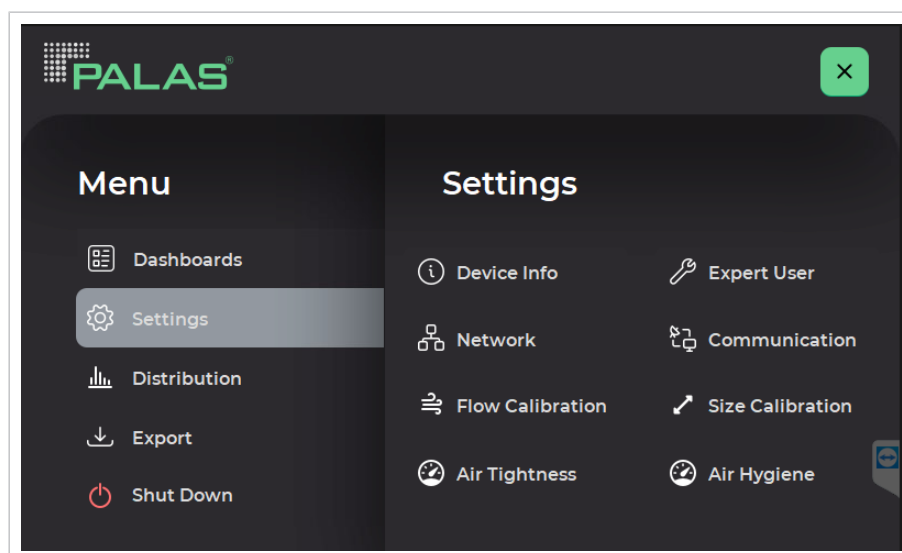 PALAS®
Menu
Dashboards
Settings
Distribution
Export
Shut Down
Settings
Device Info
Expert User
Network
Communication
Flow Calibration
Size Calibration
Air Tightness
Air Hygiene